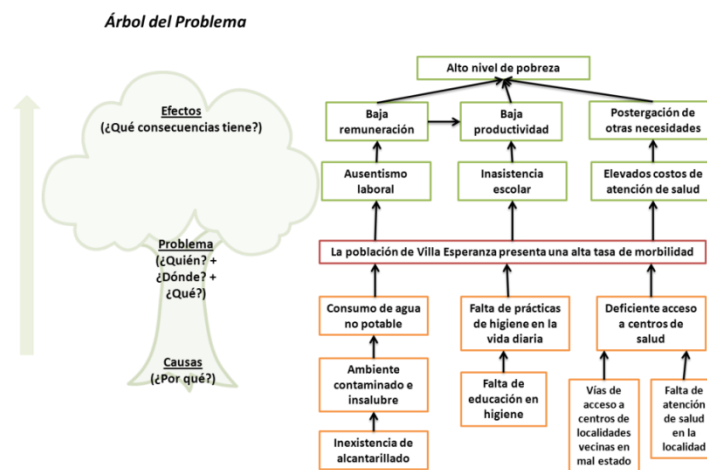 Árbol del Problema
Efectos
(¿Qué consecuencias tiene?)
Problema
(¿Quién? +
¿Dónde? +
¿Qué?)
Causas
(¿Por qué?)
Alto nivel de pobreza
Baja
remuneración
Baja
productividad
Postergación de
otras necesidades
Ausentismo
laboral
Inasistencia
escolar
Elevados costos de
atención de salud
La población de Villa Esperanza presenta una alta tasa de morbilidad
Consumo de agua
no potable
Falta de prácticas
de higiene en la
vida diaria
Deficiente acceso
a centros de
salud
Ambiente
contaminado e
insalubre
Falta de
educación en
higiene
Vías de
acceso a
centros de
localidades
vecinas en
mal estado
Falta de
atención
de salud
en la
localidad
Inexistencia de
alcantarillado